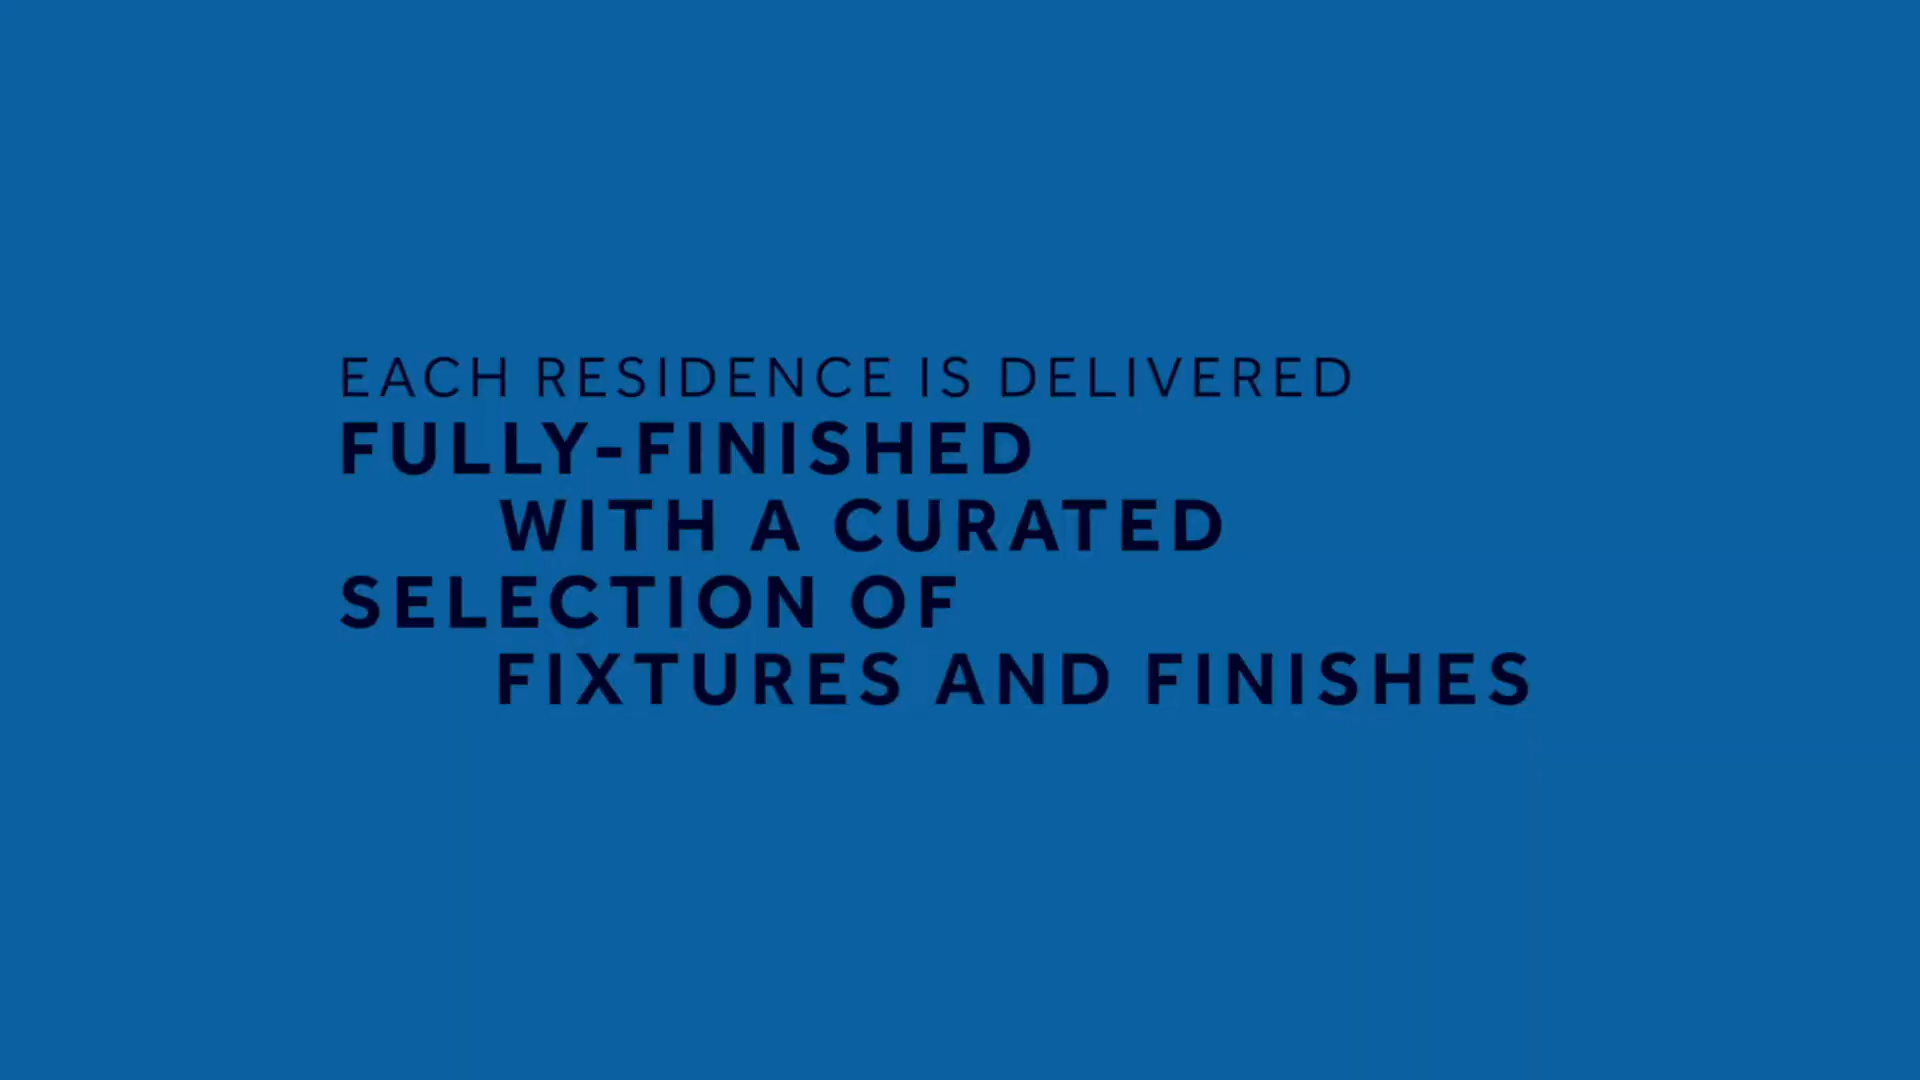 EACH RESIDENCE IS DELIVERED
FULLY-FINISHED
WITH A CURATED
SELECTION OF
FIXTURES AND FINISHES